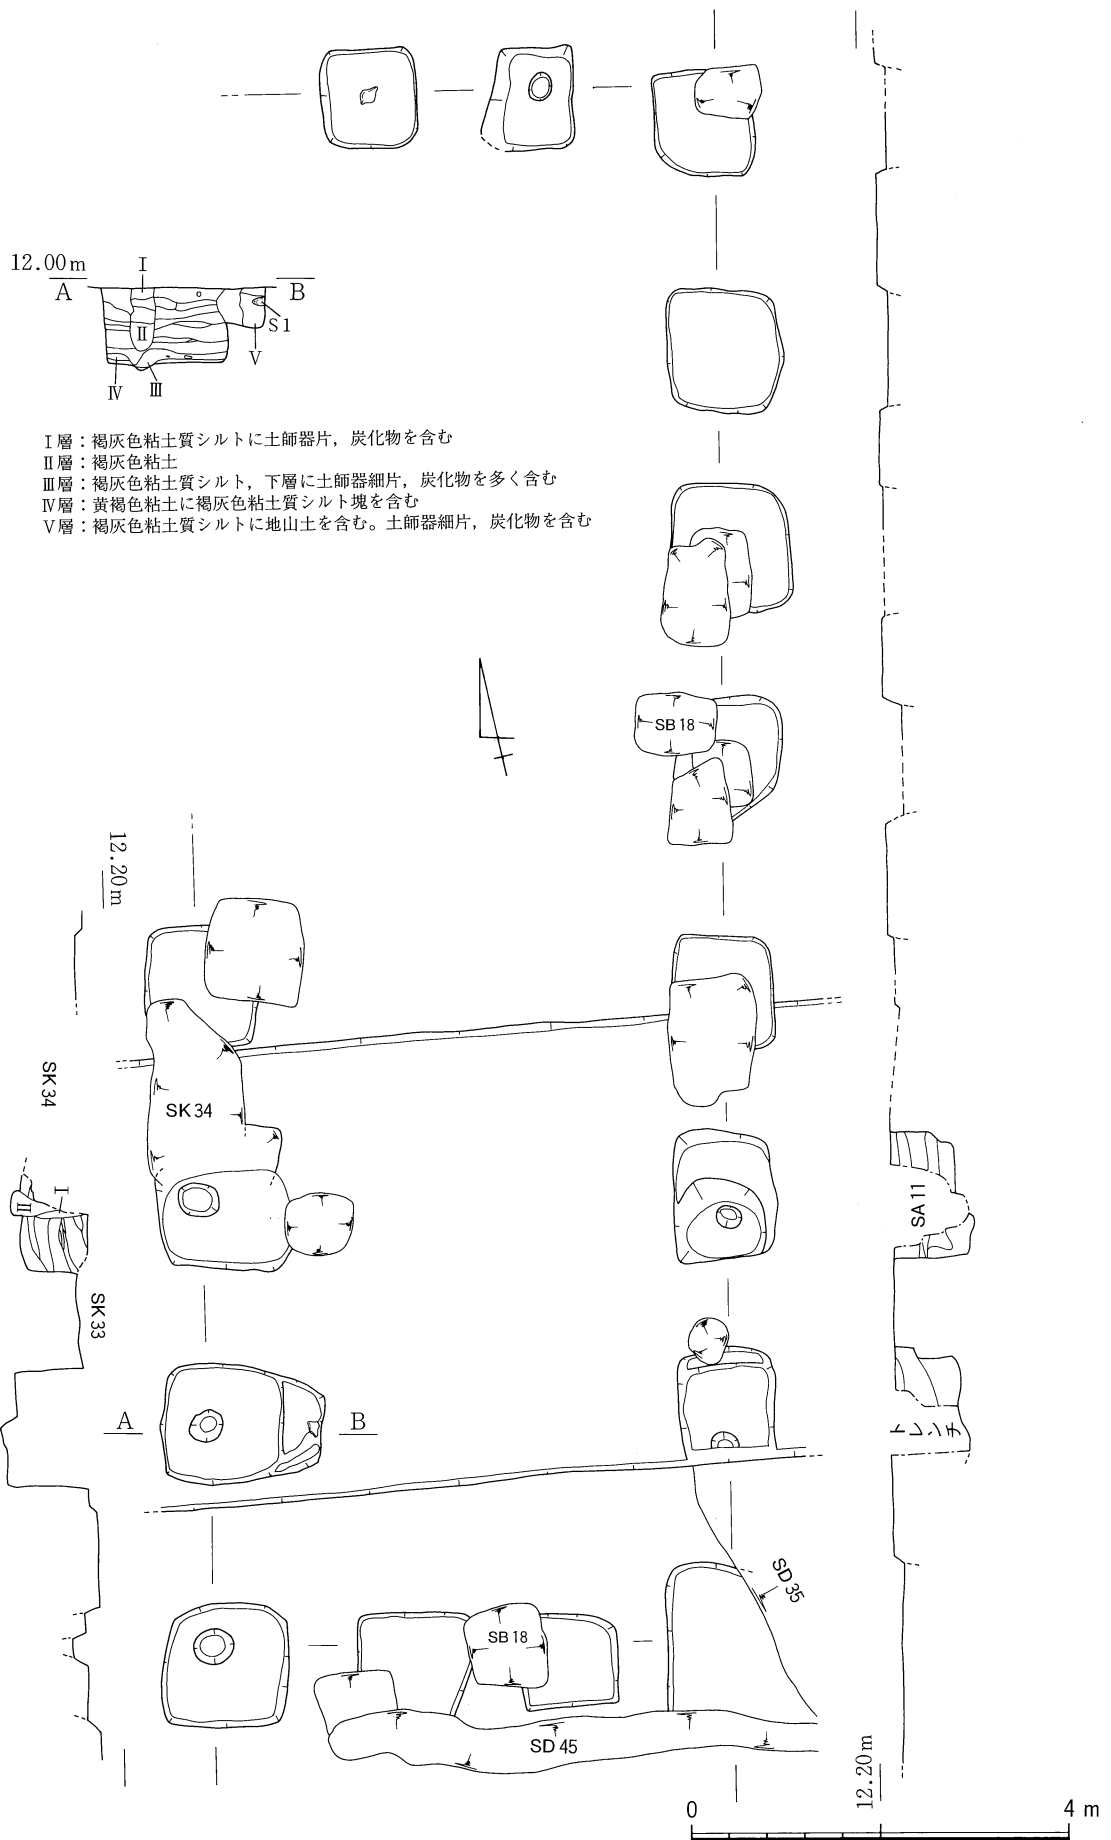 12.00m
A
I
B
II
S1
V
IV
III
I層：褐灰色粘土質シルトに土師器片，炭化物を含む
II層：褐灰色粘土
III層：褐灰色粘土質シルト，下層に土師器細片，炭化物を多く含む
IV層：黄褐色粘土に褐灰色粘土質シルト塊を含む
V層：褐灰色粘土質シルトに地山土を含む。土師器細片，炭化物を含む
SB18
12.20m
SK34
SK34
I
II
SA11
SK33
A
B
トレンチ
SD35
SB18
SD45
12.20m
0
4m